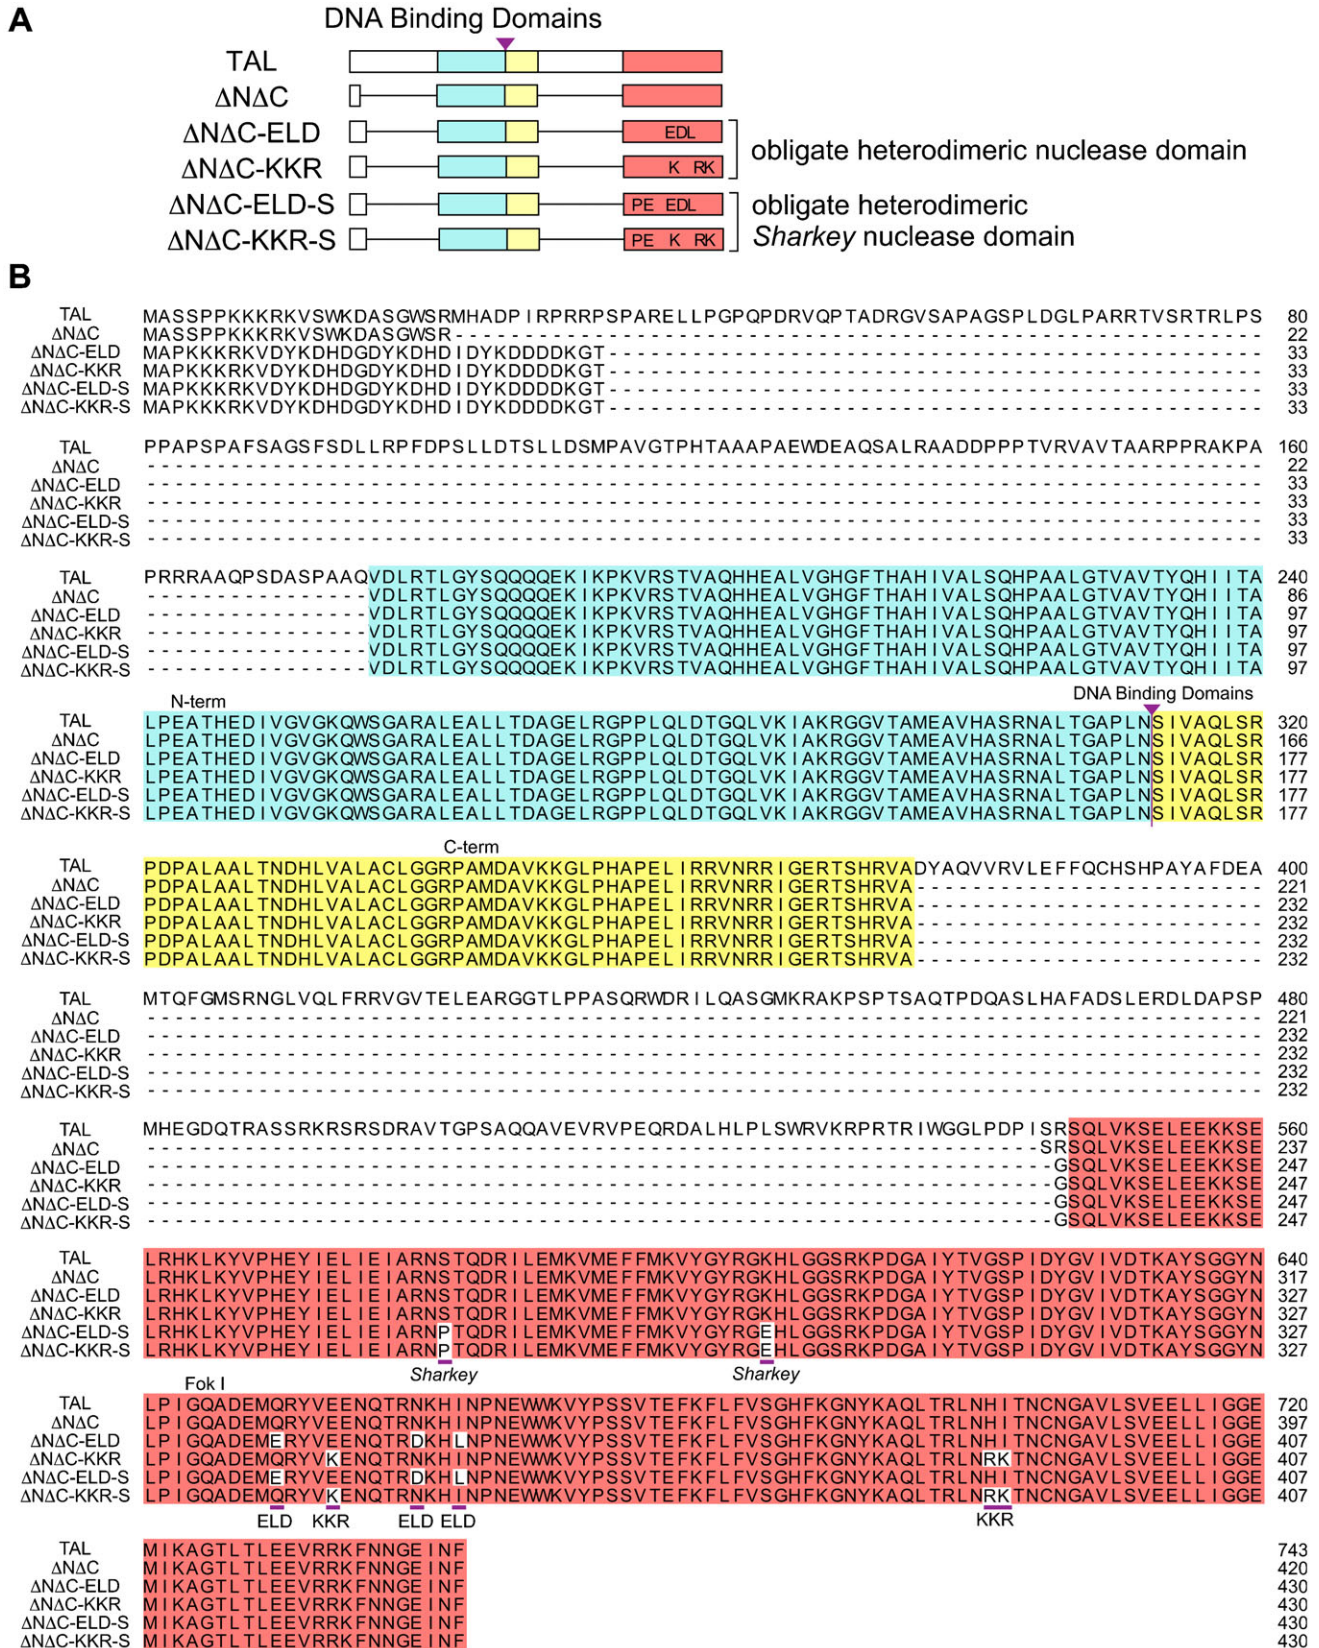 A
DNA Binding Domains
TAL
ΔNΔC
ΔNΔC-ELD EDL
ΔNΔC-KKR K RK
obligate heterodimeric nuclease domain
ΔNΔC-ELD-S PE EDL
ΔNΔC-KKR-S PE K RK
obligate heterodimeric
Sharkey nuclease domain
B
TAL MASSPPKKKRKVSWKDASGWSRMHADPIRPRRPSPARELLPGPQPDRVQPTADRGVSAPAGSPLDGLPARRTVSRTRLPS 80
ΔNΔC MASSPPKKKRKVSWKDASGWSR---------------------------------------------------------- 22
ΔNΔC-ELD MAPKKKRKVDYKDHDGDYKDHDIDYKDDDDKGT----------------------------------------------- 33
ΔNΔC-KKR MAPKKKRKVDYKDHDGDYKDHDIDYKDDDDKGT----------------------------------------------- 33
ΔNΔC-ELD-S MAPKKKRKVDYKDHDGDYKDHDIDYKDDDDKGT----------------------------------------------- 33
ΔNΔC-KKR-S MAPKKKRKVDYKDHDGDYKDHDIDYKDDDDKGT----------------------------------------------- 33
TAL PPAPSPAFSAGSFSDLLRPFDPSLLDTSLLDSMPAVGTPHTAAAPAEWDEAQSALRAADDPPPTVRVAVTAARPPRAKPA 160
ΔNΔC -------------------------------------------------------------------------------- 22
ΔNΔC-ELD -------------------------------------------------------------------------------- 33
ΔNΔC-KKR -------------------------------------------------------------------------------- 33
ΔNΔC-ELD-S -------------------------------------------------------------------------------- 33
ΔNΔC-KKR-S -------------------------------------------------------------------------------- 33
TAL PRRRAAQPSDASPAAQVDLRTLGYSQQQQEKIKPKVRSTVAQHHEALVGHGFTHAHIVALSQHPAALGTVAVTYQHIITA 240
ΔNΔC ----------------VDLRTLGYSQQQQEKIKPKVRSTVAQHHEALVGHGFTHAHIVALSQHPAALGTVAVTYQHIITA 86
ΔNΔC-ELD ----------------VDLRTLGYSQQQQEKIKPKVRSTVAQHHEALVGHGFTHAHIVALSQHPAALGTVAVTYQHIITA 97
ΔNΔC-KKR ----------------VDLRTLGYSQQQQEKIKPKVRSTVAQHHEALVGHGFTHAHIVALSQHPAALGTVAVTYQHIITA 97
ΔNΔC-ELD-S ----------------VDLRTLGYSQQQQEKIKPKVRSTVAQHHEALVGHGFTHAHIVALSQHPAALGTVAVTYQHIITA 97
ΔNΔC-KKR-S ----------------VDLRTLGYSQQQQEKIKPKVRSTVAQHHEALVGHGFTHAHIVALSQHPAALGTVAVTYQHIITA 97
N-term DNA Binding Domains
TAL LPEATHEDIVGVGKQWSGARALEALLTDAGELRGPPLQLDTGQLVKIAKRGGVTAMEAVHASRNALTGAPLNSIVAQLSR 320
ΔNΔC LPEATHEDIVGVGKQWSGARALEALLTDAGELRGPPLQLDTGQLVKIAKRGGVTAMEAVHASRNALTGAPLNSIVAQLSR 166
ΔNΔC-ELD LPEATHEDIVGVGKQWSGARALEALLTDAGELRGPPLQLDTGQLVKIAKRGGVTAMEAVHASRNALTGAPLNSIVAQLSR 177
ΔNΔC-KKR LPEATHEDIVGVGKQWSGARALEALLTDAGELRGPPLQLDTGQLVKIAKRGGVTAMEAVHASRNALTGAPLNSIVAQLSR 177
ΔNΔC-ELD-S LPEATHEDIVGVGKQWSGARALEALLTDAGELRGPPLQLDTGQLVKIAKRGGVTAMEAVHASRNALTGAPLNSIVAQLSR 177
ΔNΔC-KKR-S LPEATHEDIVGVGKQWSGARALEALLTDAGELRGPPLQLDTGQLVKIAKRGGVTAMEAVHASRNALTGAPLNSIVAQLSR 177
C-term
TAL PDPALAALTNDHLVALACLGGRPAMDAVKKGLPHAPELIRRVNRRIGERTSHRVADYAQVVRVLEFFQCHSHPAYAFDEA 400
ΔNΔC PDPALAALTNDHLVALACLGGRPAMDAVKKGLPHAPELIRRVNRRIGERTSHRVA------------------------- 221
ΔNΔC-ELD PDPALAALTNDHLVALACLGGRPAMDAVKKGLPHAPELIRRVNRRIGERTSHRVA------------------------- 232
ΔNΔC-KKR PDPALAALTNDHLVALACLGGRPAMDAVKKGLPHAPELIRRVNRRIGERTSHRVA------------------------- 232
ΔNΔC-ELD-S PDPALAALTNDHLVALACLGGRPAMDAVKKGLPHAPELIRRVNRRIGERTSHRVA------------------------- 232
ΔNΔC-KKR-S PDPALAALTNDHLVALACLGGRPAMDAVKKGLPHAPELIRRVNRRIGERTSHRVA------------------------- 232
TAL MTQFGMSRNGLVQLFRRVGVTELEARGGTLPPASQRWDRILQASGMKRAKPSPTSAQTPDQASLHAFADSLERDLDAPSP 480
ΔNΔC -------------------------------------------------------------------------------- 221
ΔNΔC-ELD -------------------------------------------------------------------------------- 232
ΔNΔC-KKR -------------------------------------------------------------------------------- 232
ΔNΔC-ELD-S -------------------------------------------------------------------------------- 232
ΔNΔC-KKR-S -------------------------------------------------------------------------------- 232
TAL MHEGDQTRASSRKRSRSDRAVTGPSAQQAVEVRVPEQRDALHLPLSWRVKRPRTRIWGGLPDPISRSQLVKSELEEKKSE 560
ΔNΔC ----------------------------------------------------------------SRSQLVKSELEEKKSE 237
ΔNΔC-ELD -----------------------------------------------------------------GSQLVKSELEEKKSE 247
ΔNΔC-KKR -----------------------------------------------------------------GSQLVKSELEEKKSE 247
ΔNΔC-ELD-S -----------------------------------------------------------------GSQLVKSELEEKKSE 247
ΔNΔC-KKR-S -----------------------------------------------------------------GSQLVKSELEEKKSE 247
TAL LRHKLKYVPHEYIELIEIARNSTQDRILEMKVMEFFMKVYGYRGKHLGGSRKPDGAIYTVGSPIDYGVIVDTKAYSGGYN 640
ΔNΔC LRHKLKYVPHEYIELIEIARNSTQDRILEMKVMEFFMKVYGYRGKHLGGSRKPDGAIYTVGSPIDYGVIVDTKAYSGGYN 317
ΔNΔC-ELD LRHKLKYVPHEYIELIEIARNSTQDRILEMKVMEFFMKVYGYRGKHLGGSRKPDGAIYTVGSPIDYGVIVDTKAYSGGYN 327
ΔNΔC-KKR LRHKLKYVPHEYIELIEIARNSTQDRILEMKVMEFFMKVYGYRGKHLGGSRKPDGAIYTVGSPIDYGVIVDTKAYSGGYN 327
ΔNΔC-ELD-S LRHKLKYVPHEYIELIEIARNPTQDRILEMKVMEFFMKVYGYRGEHLGGSRKPDGAIYTVGSPIDYGVIVDTKAYSGGYN 327
ΔNΔC-KKR-S LRHKLKYVPHEYIELIEIARNPTQDRILEMKVMEFFMKVYGYRGEHLGGSRKPDGAIYTVGSPIDYGVIVDTKAYSGGYN 327
Sharkey Sharkey
Fok I
TAL LPIGQADEMQRYVEENQTRNKHINPNEWWKVYPSSVTEFKFLFVSGHFKGNYKAQLTRLNHITNCNGAVLSVEELLIGGE 720
ΔNΔC LPIGQADEMQRYVEENQTRNKHINPNEWWKVYPSSVTEFKFLFVSGHFKGNYKAQLTRLNHITNCNGAVLSVEELLIGGE 397
ΔNΔC-ELD LPIGQADEMERYVEENQTRDKHLNPNEWWKVYPSSVTEFKFLFVSGHFKGNYKAQLTRLNHITNCNGAVLSVEELLIGGE 407
ΔNΔC-KKR LPIGQADEMQRYVKENQTRNKHINPNEWWKVYPSSVTEFKFLFVSGHFKGNYKAQLTRLNRKTNCNGAVLSVEELLIGGE 407
ΔNΔC-ELD-S LPIGQADEMERYVEENQTRDKHLNPNEWWKVYPSSVTEFKFLFVSGHFKGNYKAQLTRLNHITNCNGAVLSVEELLIGGE 407
ΔNΔC-KKR-S LPIGQADEMQRYVKENQTRNKHINPNEWWKVYPSSVTEFKFLFVSGHFKGNYKAQLTRLNRKTNCNGAVLSVEELLIGGE 407
ELD KKR ELD ELD KKR
TAL MIKAGTLTLEEVRRKFNNGEINF 743
ΔNΔC MIKAGTLTLEEVRRKFNNGEINF 420
ΔNΔC-ELD MIKAGTLTLEEVRRKFNNGEINF 430
ΔNΔC-KKR MIKAGTLTLEEVRRKFNNGEINF 430
ΔNΔC-ELD-S MIKAGTLTLEEVRRKFNNGEINF 430
ΔNΔC-KKR-S MIKAGTLTLEEVRRKFNNGEINF 430